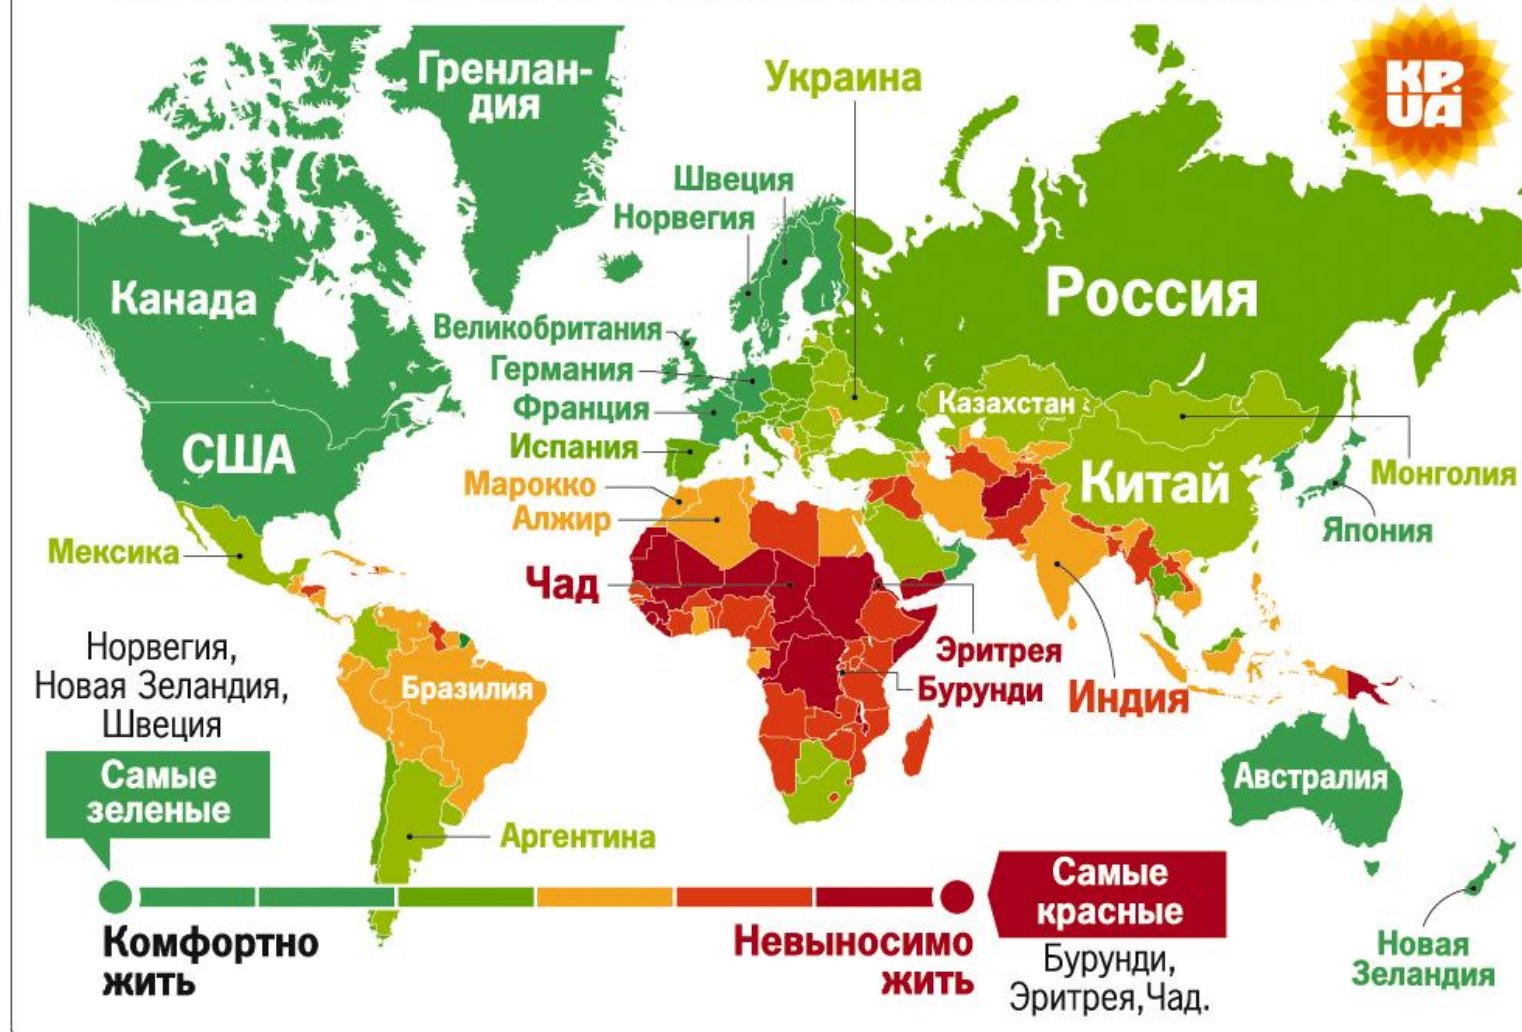 KP.
UA
Гренлан-
дия
Украина
Швеция
Норвегия
Канада
Россия
Великобритания
Германия
Франция
Испания
Казахстан
США
Китай
Монголия
Марокко
Алжир
Япония
Мексика
Чад
Эритрея
Бурунди
Индия
Норвегия,
Новая Зеландия,
Швеция
Бразилия
Самые
зеленые
Австралия
Аргентина
Самые
красные
Комфортно
жить
Невыносимо
жить
Бурунди,
Эритрея,Чад.
Новая
Зеландия